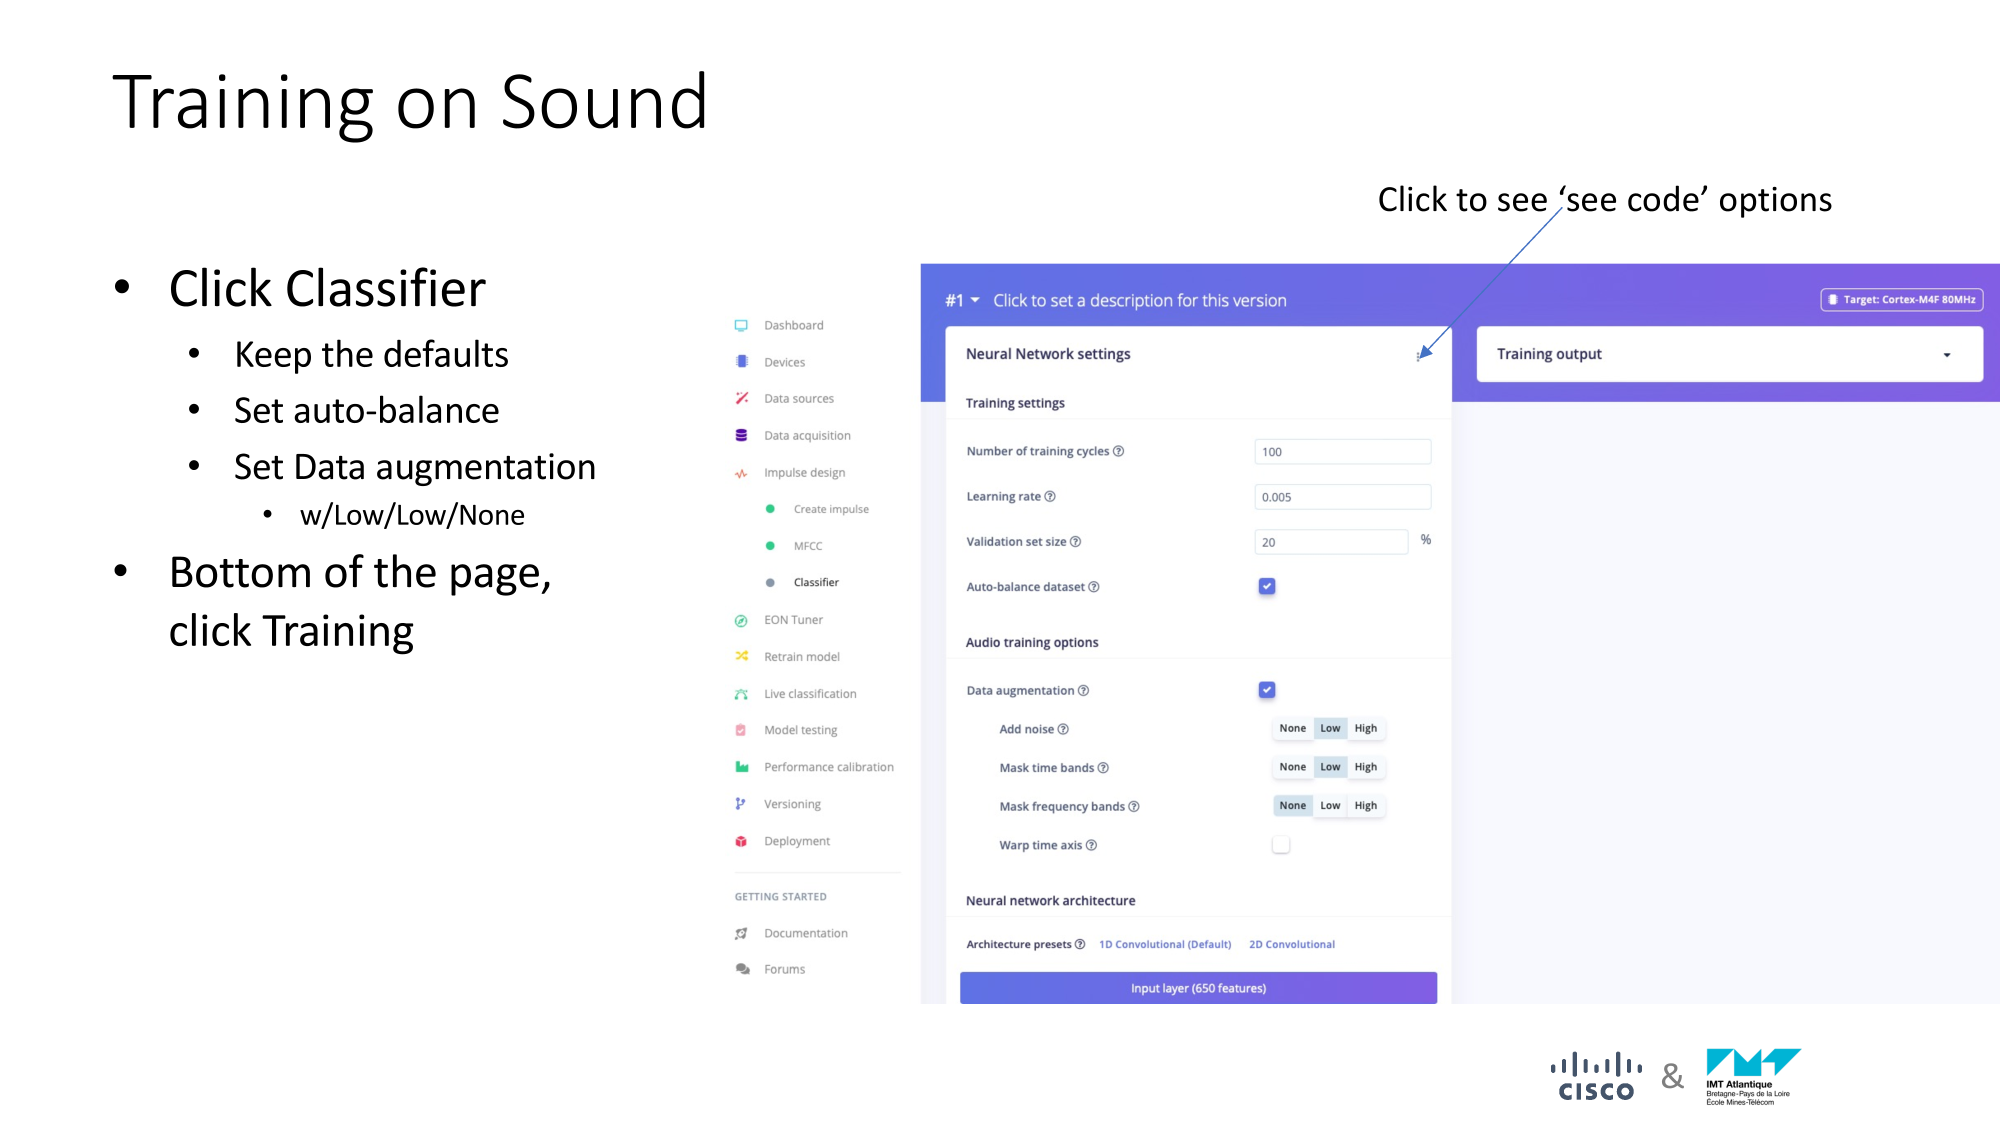 Training on Sound
Click to see ‘see code’ options
• Click Classifier
• Keep the defaults
• Set auto-balance
• Set Data augmentation
• w/Low/Low/None
• Bottom of the page,
click Training
Dashboard
Devices
Data sources
Data acquisition
Impulse design
Create impulse
MFCC
Classifier
EON Tuner
Retrain model
Live classification
Model testing
Performance calibration
Versioning
Deployment
GETTING STARTED
Documentation
Forums
#1 Click to set a description for this version
Target: Cortex-M4F 80MHz
Neural Network settings
Training output
Training settings
Number of training cycles ? 100
Learning rate ? 0.005
Validation set size ? 20 %
Auto-balance dataset ?
Audio training options
Data augmentation ?
Add noise ? None Low High
Mask time bands ? None Low High
Mask frequency bands ? None Low High
Warp time axis ?
Neural network architecture
Architecture presets ? 1D Convolutional (Default) 2D Convolutional
Input layer (650 features)
CISCO & IMT Atlantique
Bretagne-Pays de la Loire
École Mines-Télécom